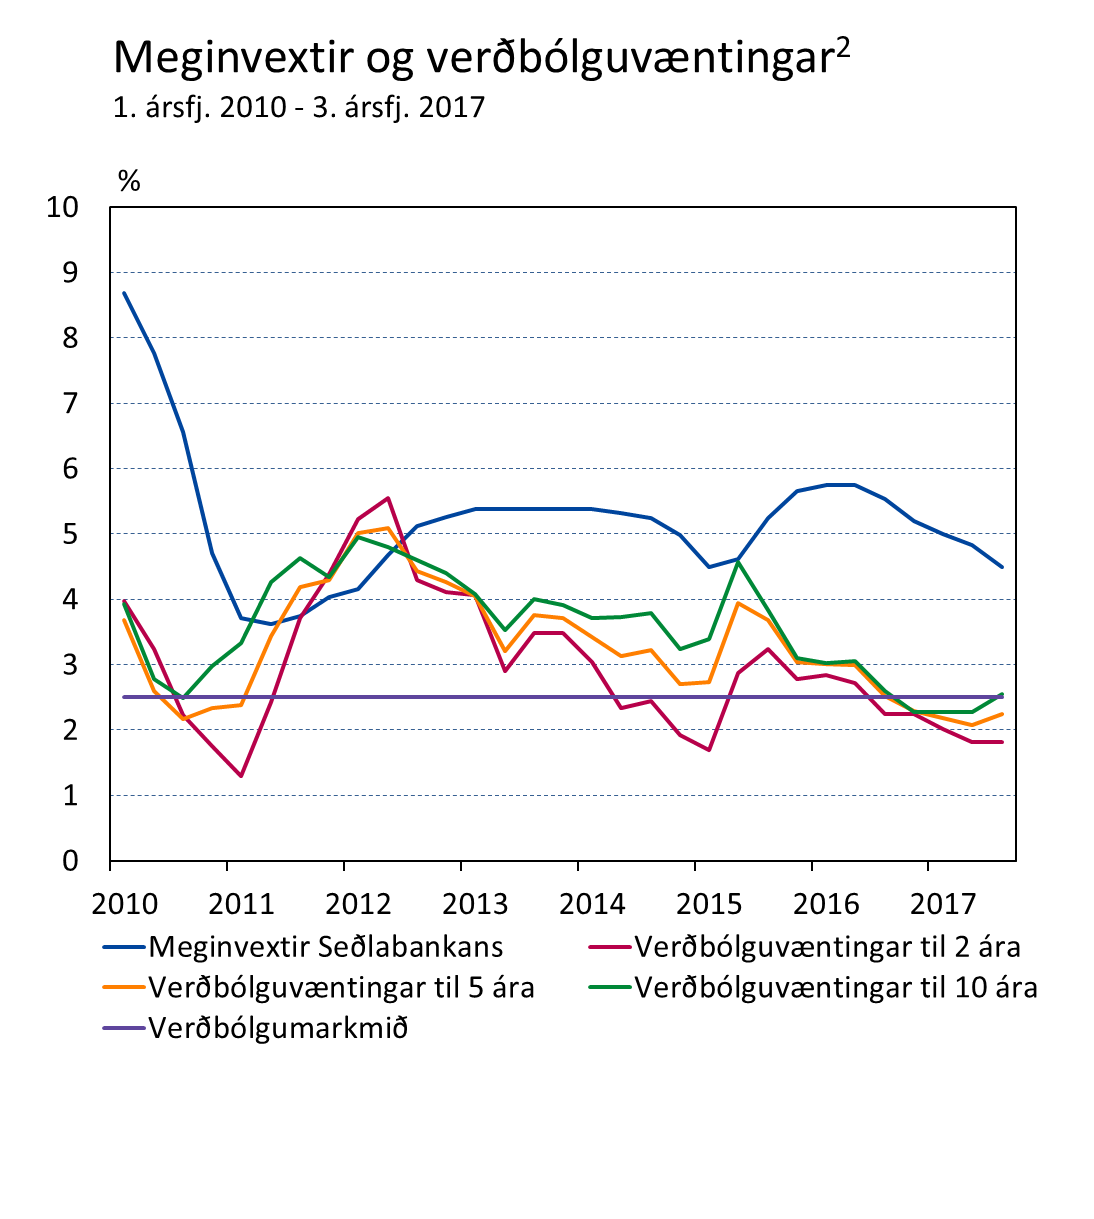 Meginvextir og verðbólguvæntingar²
1. ársfj. 2010 - 3. ársfj. 2017
%
10
9
8
7
6
5
4
3
2
1
0
2010 2011 2012 2013 2014 2015 2016 2017
Meginvextir Seðlabankans Verðbólguvæntingar til 2 ára
Verðbólguvæntingar til 5 ára Verðbólguvæntingar til 10 ára
Verðbólgumarkmið